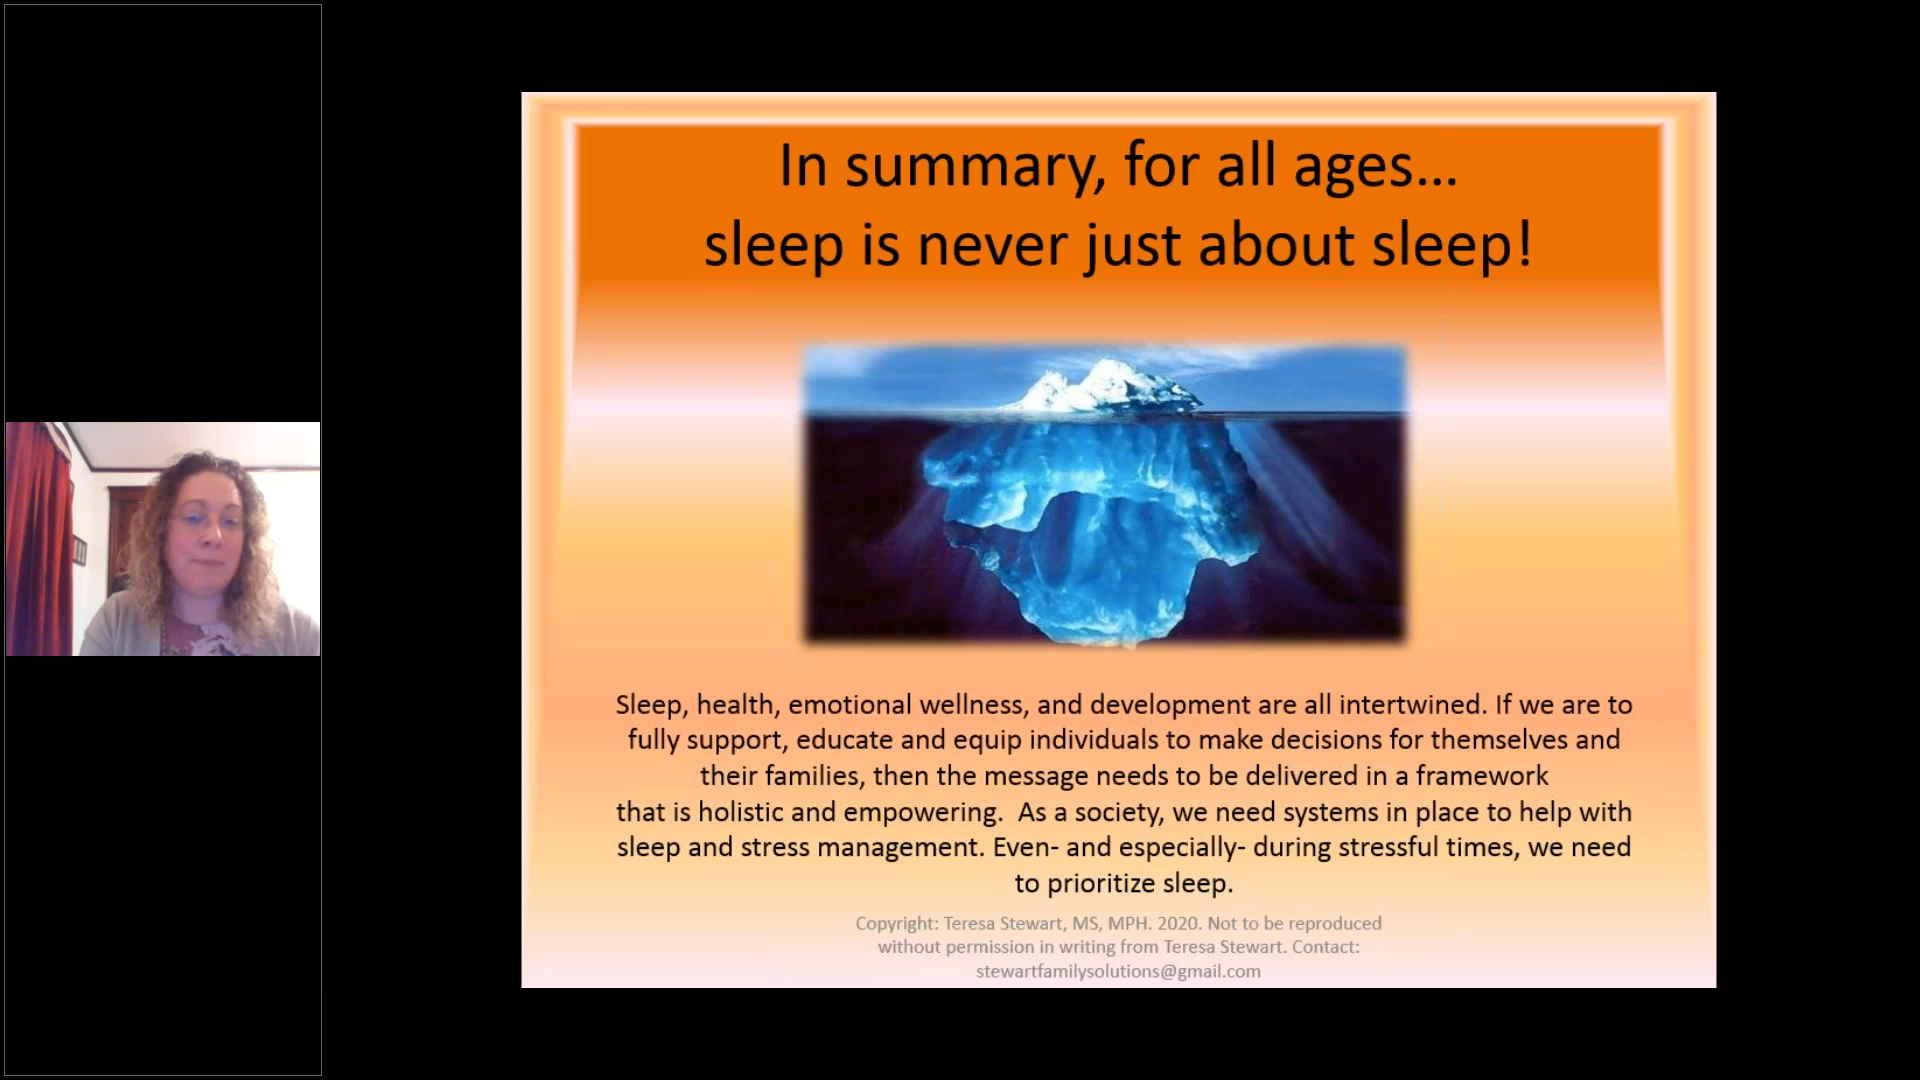 In summary, for all ages...
sleep is never just about sleep!
Sleep, health, emotional wellness, and development are all intertwined. If we are to
fully support, educate and equip individuals to make decisions for themselves and
their families, then the message needs to be delivered in a framework
that is holistic and empowering.  As a society, we need systems in place to help with
sleep and stress management. Even- and especially- during stressful times, we need
to prioritize sleep.
Copyright: Teresa Stewart, MS, MPH. 2020. Not to be reproduced
without permission in writing from Teresa Stewart. Contact:
stewartfamilysolutions@gmail.com